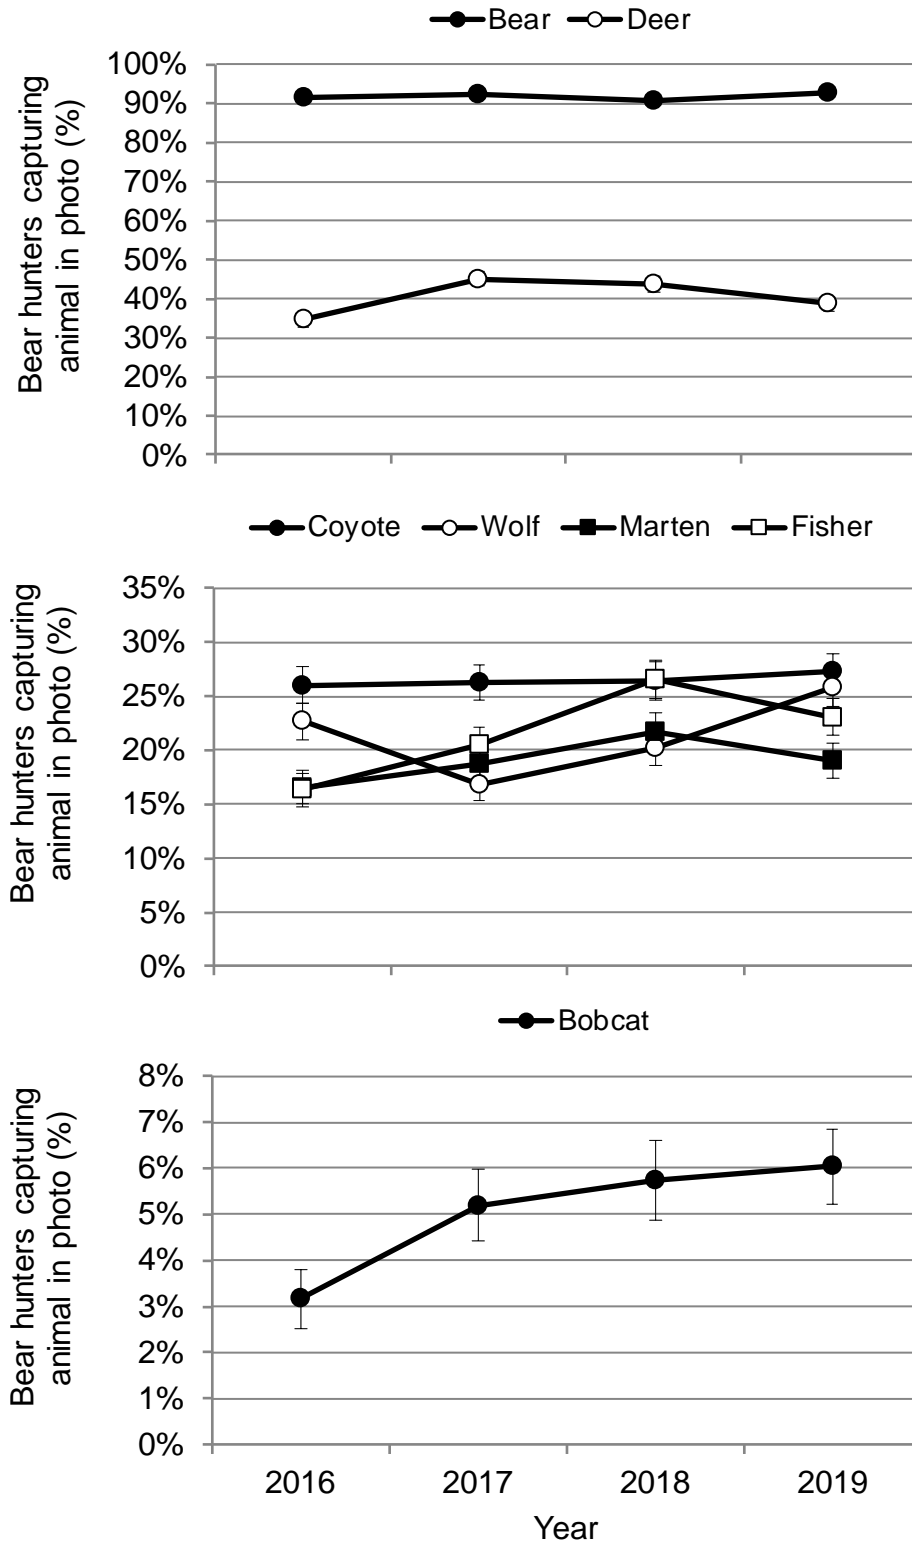 Bear Deer
Bear hunters capturing
animal in photo (%)
100%
90%
80%
70%
60%
50%
40%
30%
20%
10%
0%
Coyote Wolf Marten Fisher
Bear hunters capturing
animal in photo (%)
35%
30%
25%
20%
15%
10%
5%
0%
Bobcat
Bear hunters capturing
animal in photo (%)
8%
7%
6%
5%
4%
3%
2%
1%
0%
2016 2017 2018 2019
Year